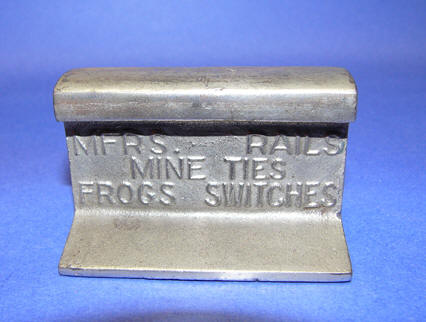 MFRS. RAILS
MINE TIES
FROGS SWITCHES